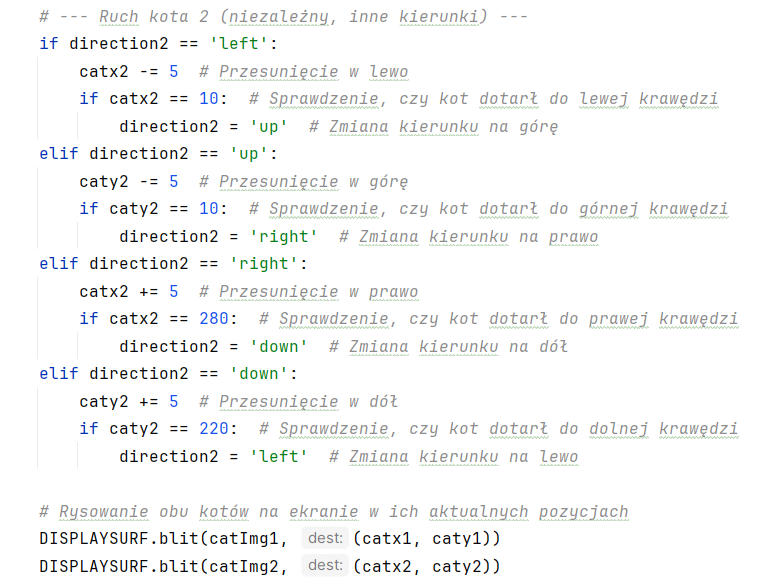 # --- Ruch kota 2 (niezależny, inne kierunki) ---
if direction2 == 'left':
    catx2 -= 5  # Przesunięcie w lewo
    if catx2 == 10:  # Sprawdzenie, czy kot dotarł do lewej krawędzi
        direction2 = 'up'  # Zmiana kierunku na górę
elif direction2 == 'up':
    caty2 -= 5  # Przesunięcie w górę
    if caty2 == 10:  # Sprawdzenie, czy kot dotarł do górnej krawędzi
        direction2 = 'right'  # Zmiana kierunku na prawo
elif direction2 == 'right':
    catx2 += 5  # Przesunięcie w prawo
    if catx2 == 280:  # Sprawdzenie, czy kot dotarł do prawej krawędzi
        direction2 = 'down'  # Zmiana kierunku na dół
elif direction2 == 'down':
    caty2 += 5  # Przesunięcie w dół
    if caty2 == 220:  # Sprawdzenie, czy kot dotarł do dolnej krawędzi
        direction2 = 'left'  # Zmiana kierunku na lewo

# Rysowanie obu kotów na ekranie w ich aktualnych pozycjach
DISPLAYSURF.blit(catImg1, dest: (catx1, caty1))
DISPLAYSURF.blit(catImg2, dest: (catx2, caty2))